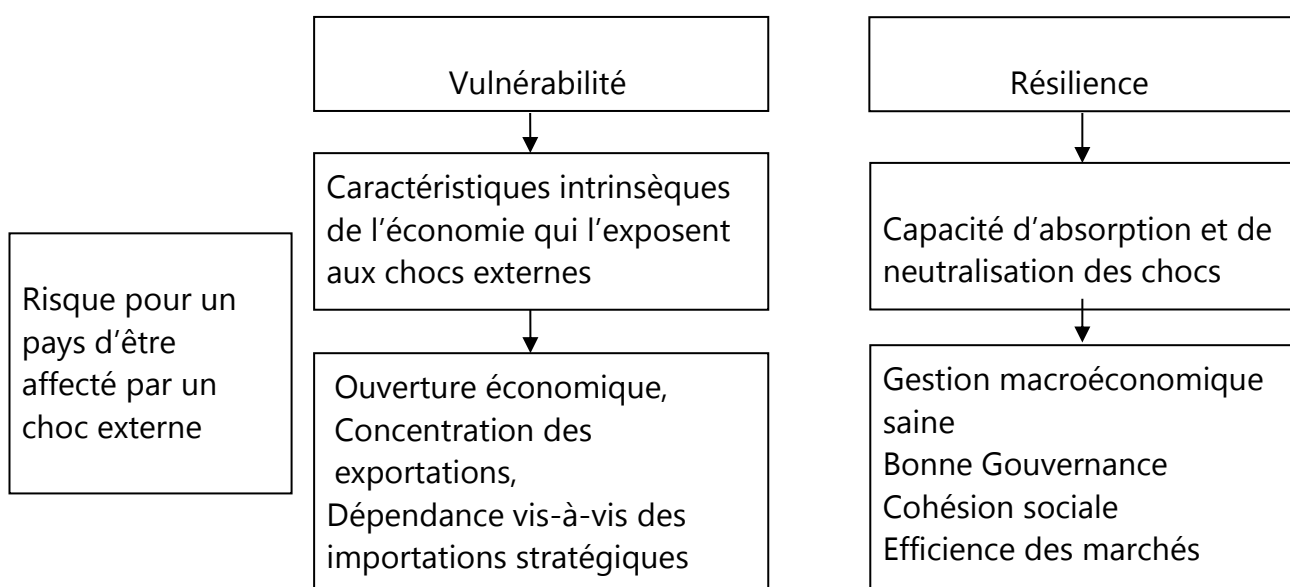 Vulnérabilité
Résilience
Risque pour un
pays d’être
affecté par un
choc externe
Caractéristiques intrinsèques
de l’économie qui l’exposent
aux chocs externes
Capacité d’absorption et de
neutralisation des chocs
Ouverture économique,
Concentration des
exportations,
Dépendance vis-à-vis des
importations stratégiques
Gestion macroéconomique
saine
Bonne Gouvernance
Cohésion sociale
Efficience des marchés